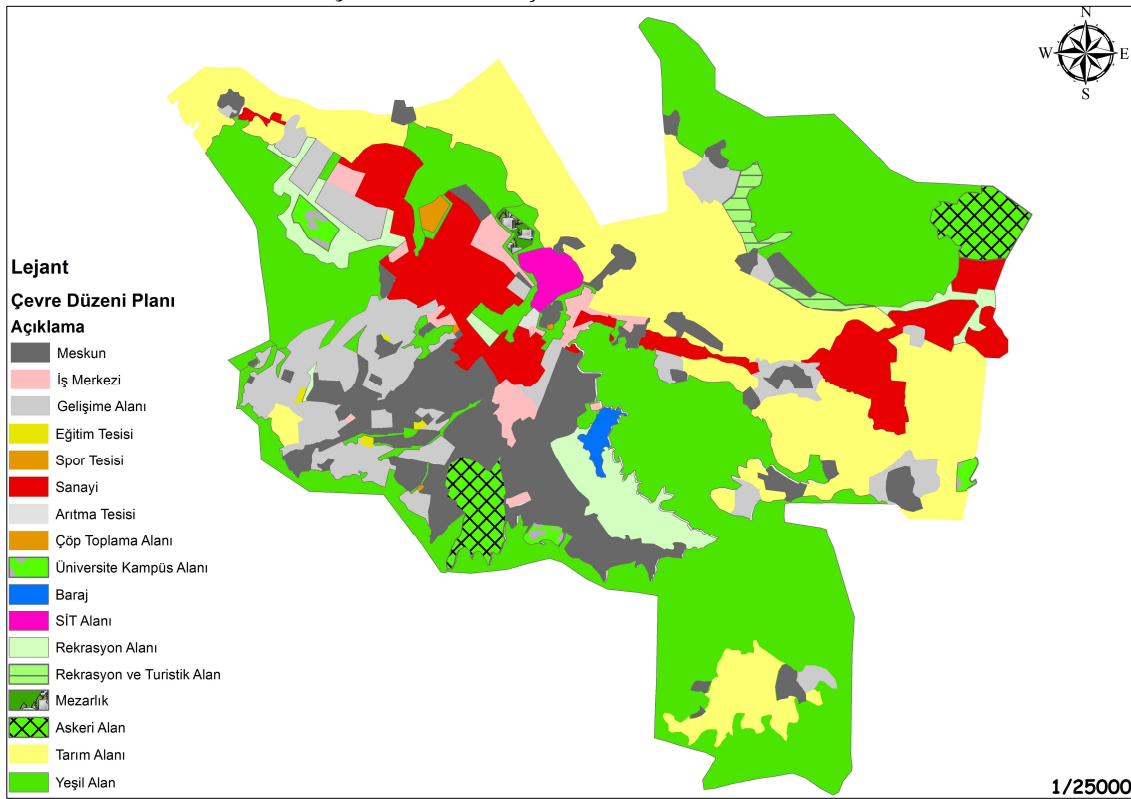 N
W E
S
Lejant
Çevre Düzeni Planı
Açıklama
Meskun
İş Merkezi
Gelişime Alanı
Eğitim Tesisi
Spor Tesisi
Sanayi
Arıtma Tesisi
Çöp Toplama Alanı
Üniversite Kampüs Alanı
Baraj
SİT Alanı
Rekrasyon Alanı
Rekrasyon ve Turistik Alan
Mezarlık
Askeri Alan
Tarım Alanı
Yeşil Alan
1/25000